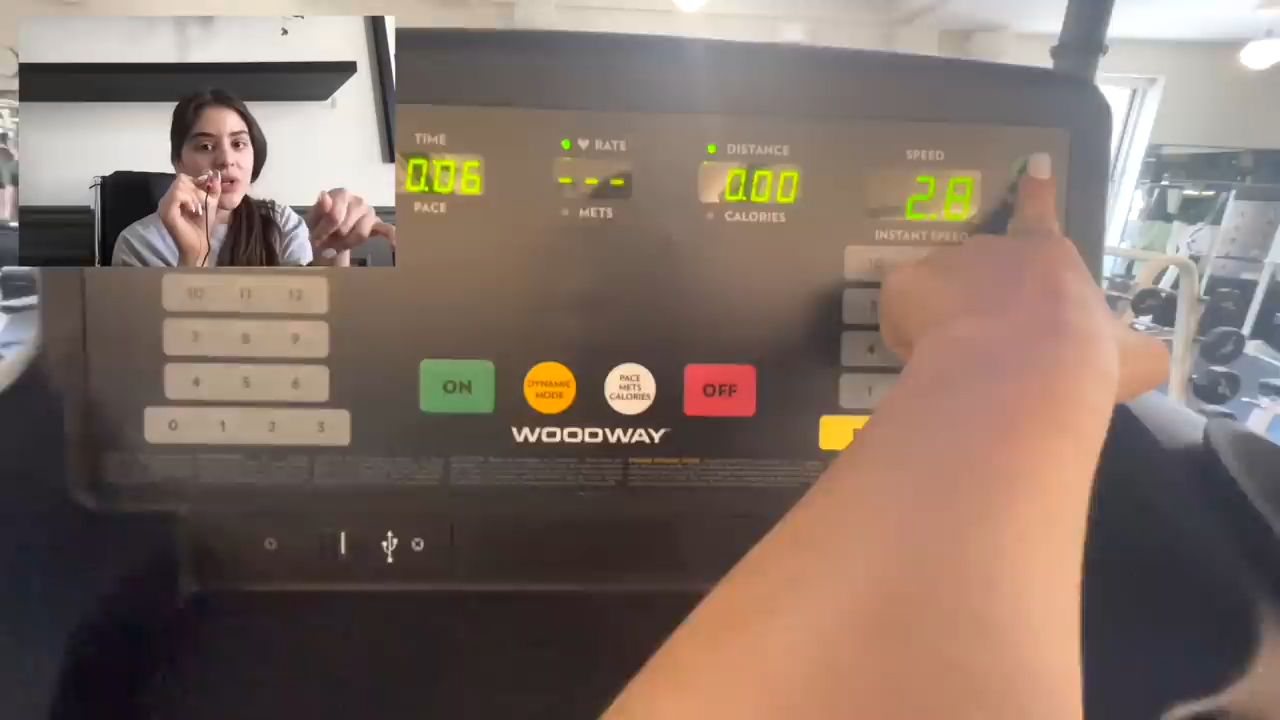 TIME
0.06
PACE
♥ RATE
---
METS
DISTANCE
0.00
CALORIES
SPEED
2.8
INSTANT SPEED
10 11 12
7 8 9
4 5 6
0 1 2 3
ON
DYNAMIC
MODE
PACE
METS
CALORIES
OFF
WOODWAY